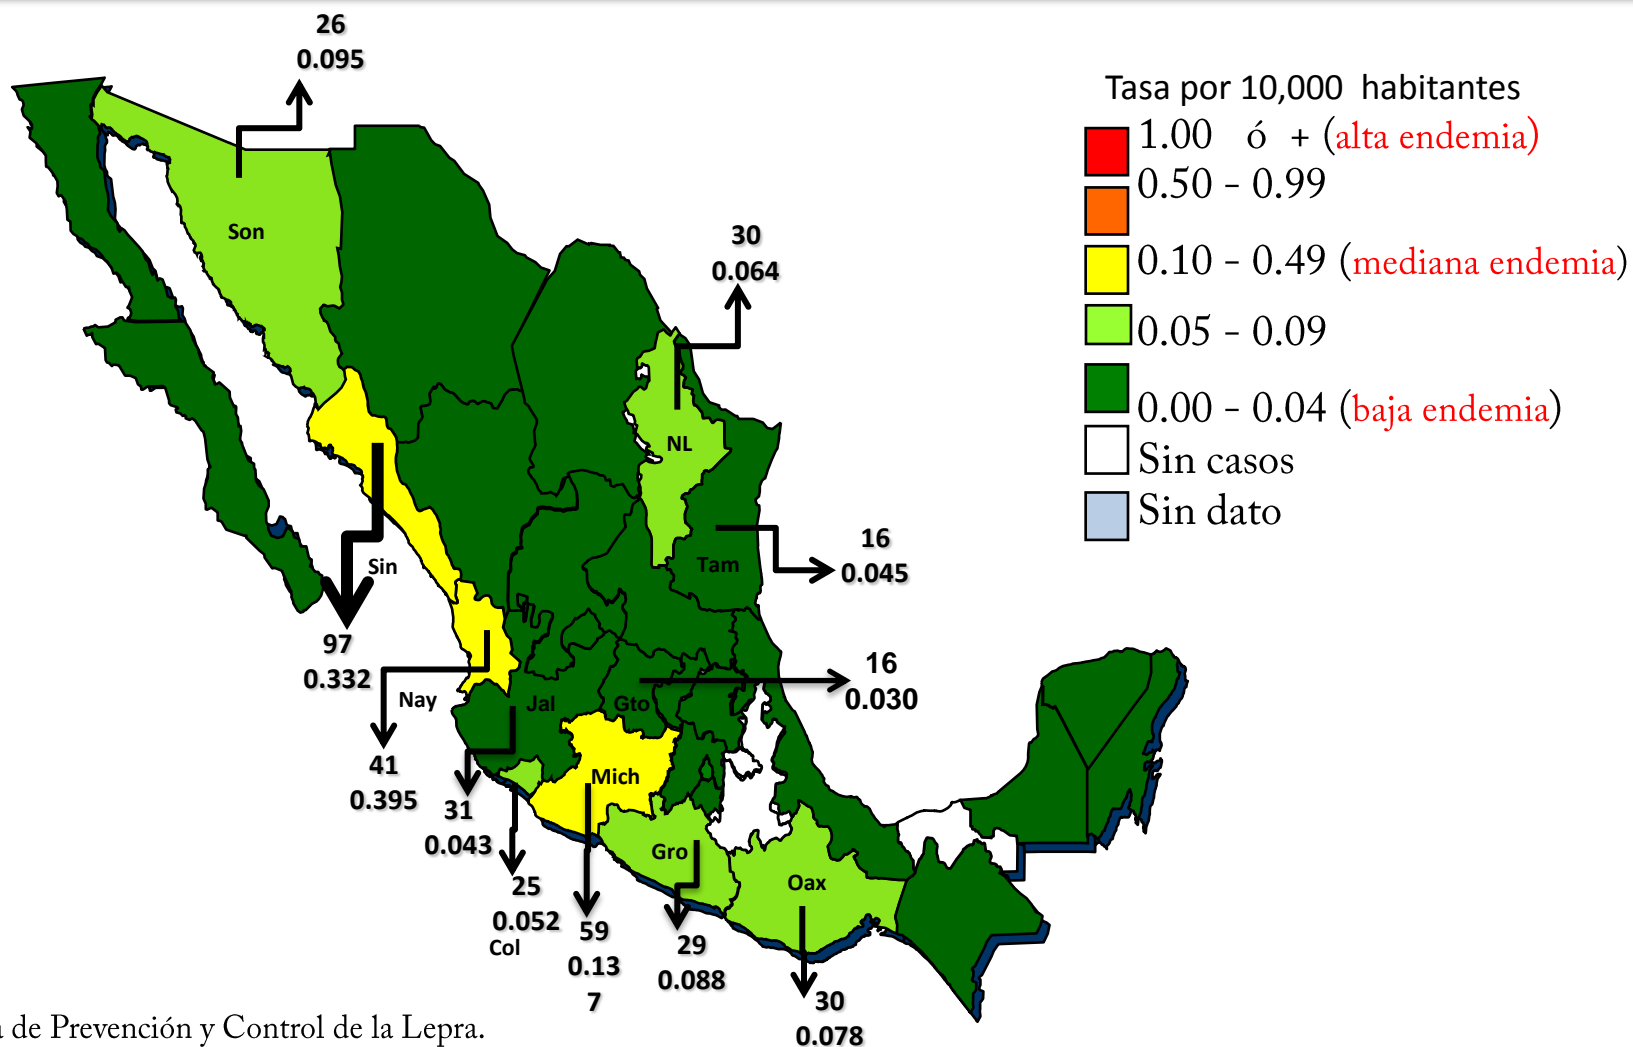 26
0.095
Tasa por 10,000 habitantes
1.00 ó + (alta endemia)
0.50 - 0.99
0.10 - 0.49 (mediana endemia)
0.05 - 0.09
0.00 - 0.04 (baja endemia)
Sin casos
Sin dato
Son
30
0.064
NL
Tam
16
0.045
Sin
97
0.332
16
0.030
Nay
Jal
Gto
41
0.395
Mich
31
0.043
Gro
Oax
25
0.052
Col
59
0.13
7
29
0.088
30
0.078
de Prevención y Control de la Lepra.